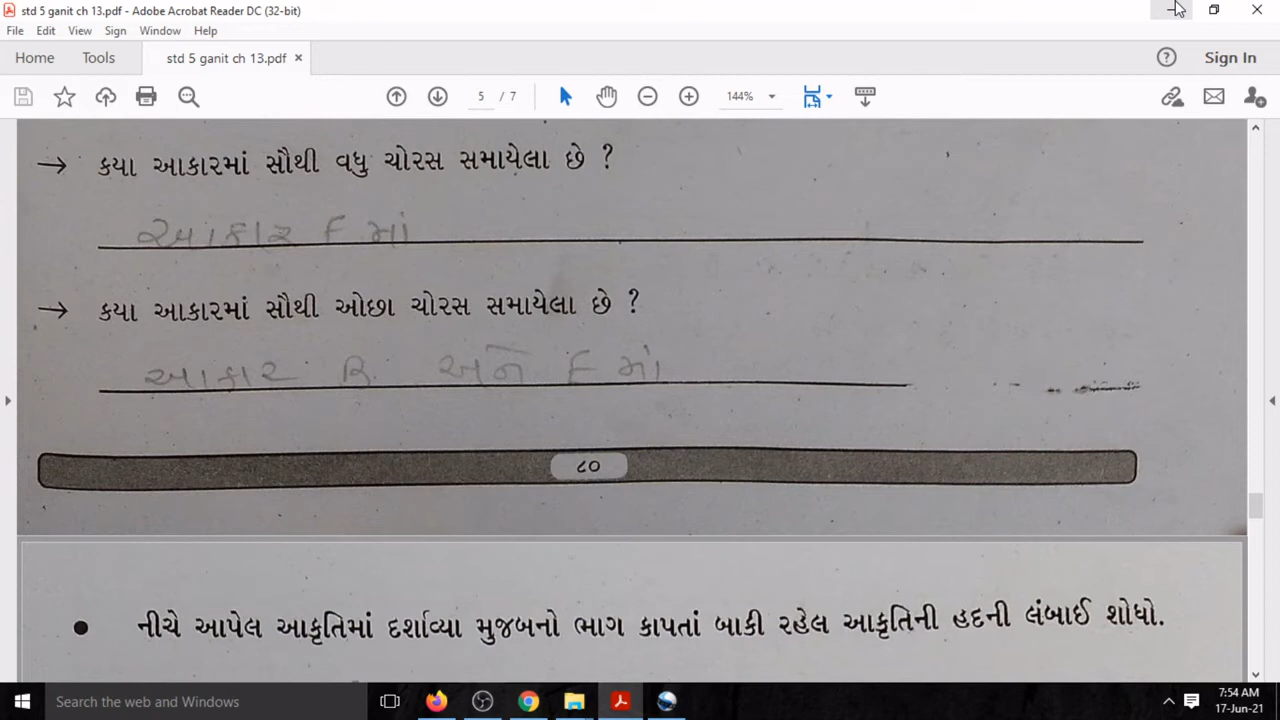 std 5 ganit ch 13.pdf - Adobe Acrobat Reader DC (32-bit)
File Edit View Sign Window Help
Home Tools std 5 ganit ch 13.pdf × Sign In
5 / 7 144%
→ કયા આકારમાં સૌથી વધુ ચોરસ સમાયેલા છે ?
આકાર F માં
→ કયા આકારમાં સૌથી ઓછા ચોરસ સમાયેલા છે ?
આકાર B અને E માં
૮૦
● નીચે આપેલ આકૃતિમાં દર્શાવ્યા મુજબનો ભાગ કાપતાં બાકી રહેલ આકૃતિની હદની લંબાઈ શોધો.
Search the web and Windows 7:54 AM
17-Jun-21